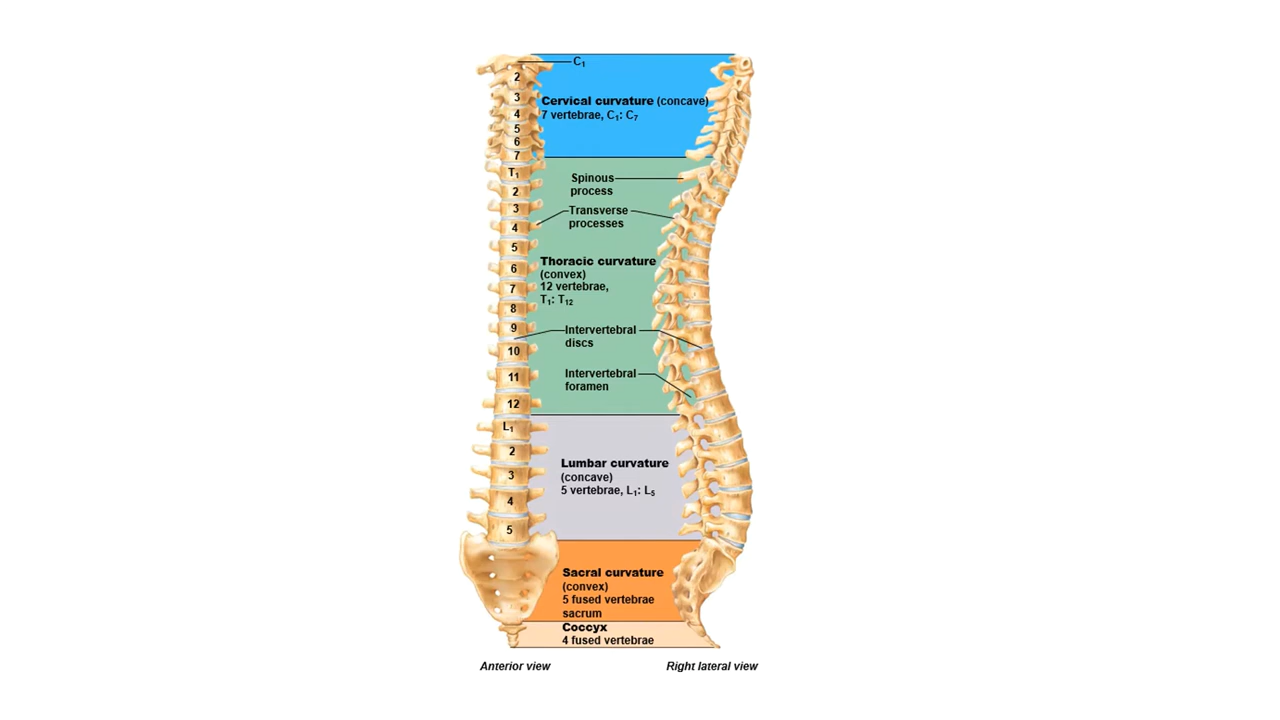 C1
2
3
4
5
6
7
T1
2
3
4
5
6
7
8
9
10
11
12
L1
2
3
4
5
Cervical curvature (concave)
7 vertebrae, C1: C7
Spinous
process
Transverse
processes
Thoracic curvature
(convex)
12 vertebrae,
T1: T12
Intervertebral
discs
Intervertebral
foramen
Lumbar curvature
(concave)
5 vertebrae, L1: L5
Sacral curvature
(convex)
5 fused vertebrae
sacrum
Coccyx
4 fused vertebrae
Anterior view
Right lateral view